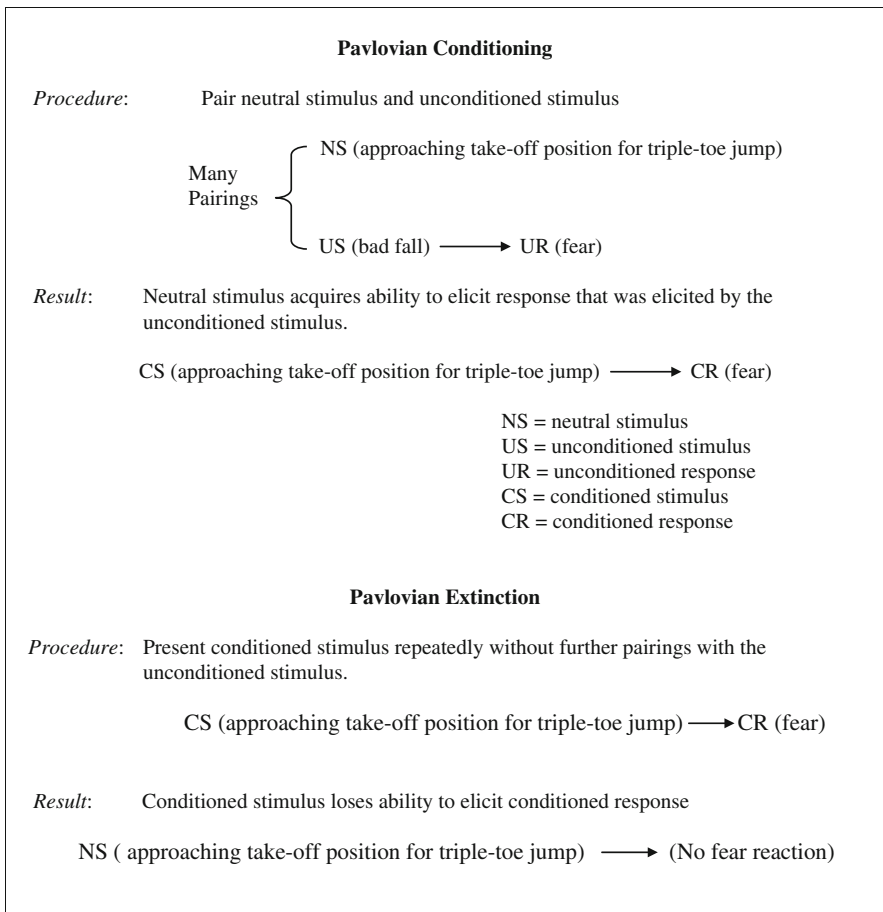 Pavlovian Conditioning
Procedure: Pair neutral stimulus and unconditioned stimulus
NS (approaching take-off position for triple-toe jump)
Many
Pairings
US (bad fall) → UR (fear)
Result: Neutral stimulus acquires ability to elicit response that was elicited by the
unconditioned stimulus.
CS (approaching take-off position for triple-toe jump) → CR (fear)
NS = neutral stimulus
US = unconditioned stimulus
UR = unconditioned response
CS = conditioned stimulus
CR = conditioned response
Pavlovian Extinction
Procedure: Present conditioned stimulus repeatedly without further pairings with the
unconditioned stimulus.
CS (approaching take-off position for triple-toe jump) → CR (fear)
Result: Conditioned stimulus loses ability to elicit conditioned response
NS ( approaching take-off position for triple-toe jump) → (No fear reaction)